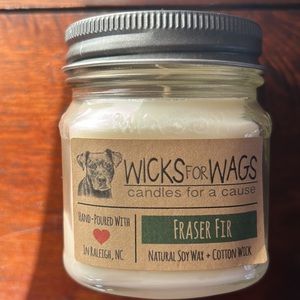 WICKS FOR WAGS
candles for a cause
HAND-POURED WITH
IN RALEIGH, NC
FRASER FIR
NATURAL SOY WAX + COTTON WICK